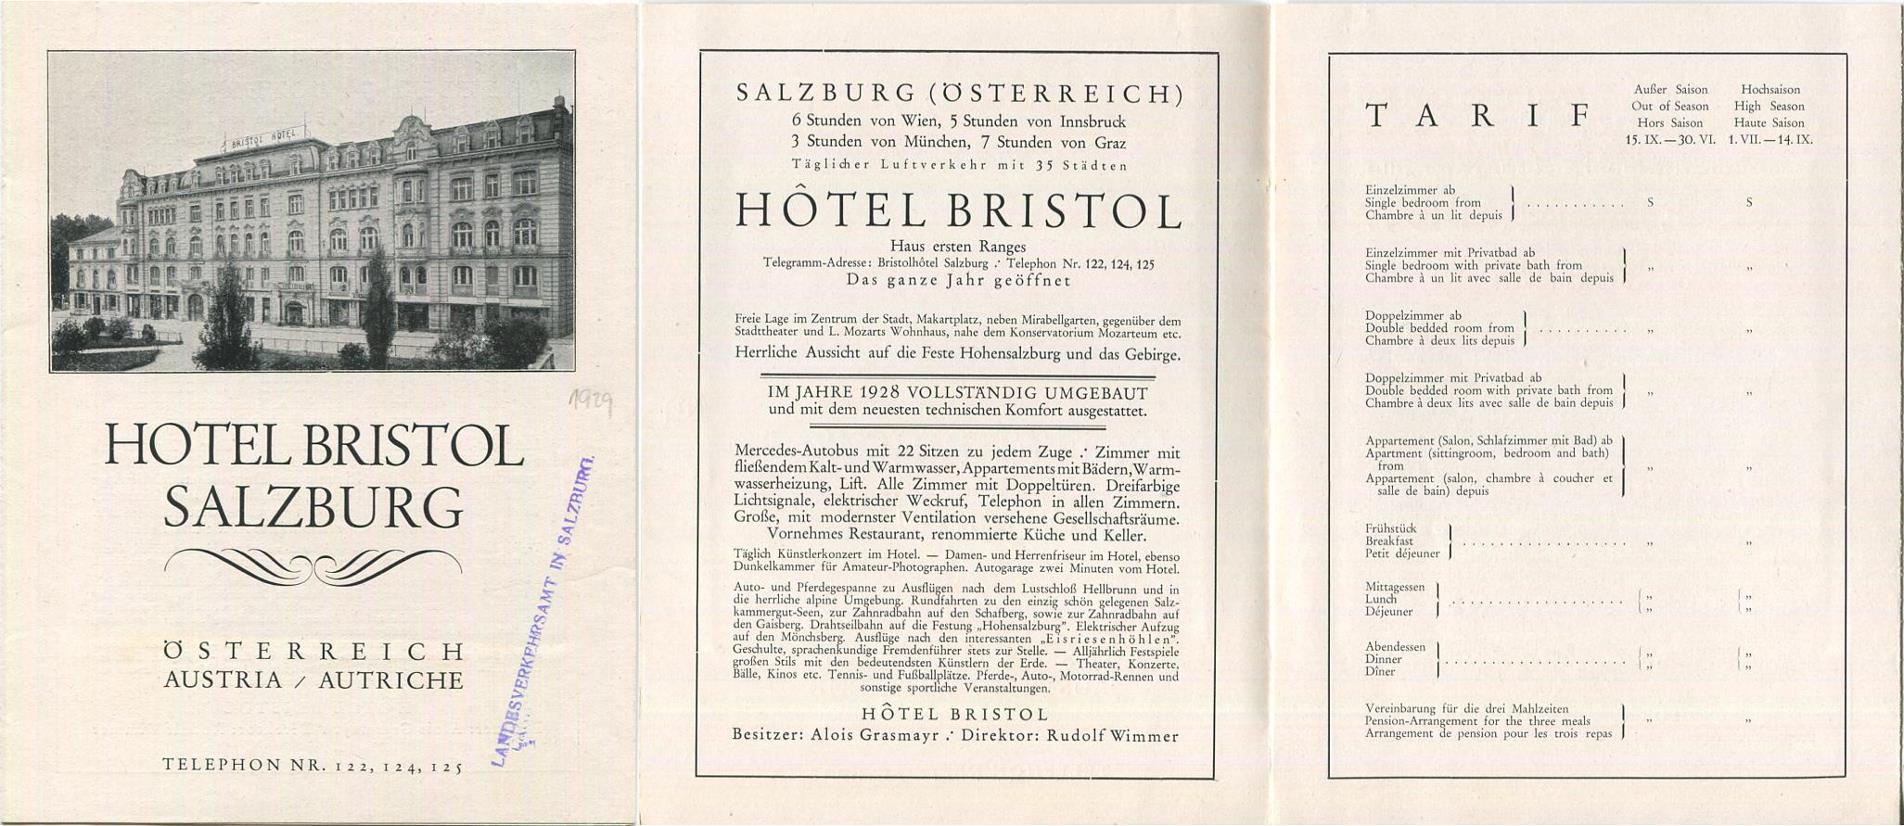 BRISTOL HOTEL
1929
HOTEL BRISTOL
SALZBURG
ÖSTERREICH
AUSTRIA / AUTRICHE
TELEPHON NR. 122, 124, 125
LANDESVERKEHRSAMT IN SALZBURG.
SALZBURG (ÖSTERREICH)
6 Stunden von Wien, 5 Stunden von Innsbruck
3 Stunden von München, 7 Stunden von Graz
Täglicher Luftverkehr mit 35 Städten
HÔTEL BRISTOL
Haus ersten Ranges
Telegramm-Adresse: Bristolhôtel Salzburg .· Telephon Nr. 122, 124, 125
Das ganze Jahr geöffnet
Freie Lage im Zentrum der Stadt, Makartplatz, neben Mirabellgarten, gegenüber dem
Stadttheater und L. Mozarts Wohnhaus, nahe dem Konservatorium Mozarteum etc.
Herrliche Aussicht auf die Feste Hohensalzburg und das Gebirge.
IM JAHRE 1928 VOLLSTÄNDIG UMGEBAUT
und mit dem neuesten technischen Komfort ausgestattet.
Mercedes-Autobus mit 22 Sitzen zu jedem Zuge .· Zimmer mit
fließendem Kalt- und Warmwasser, Appartements mit Bädern, Warm-
wasserheizung, Lift. Alle Zimmer mit Doppeltüren. Dreifarbige
Lichtsignale, elektrischer Weckruf, Telephon in allen Zimmern.
Große, mit modernster Ventilation versehene Gesellschaftsräume.
Vornehmes Restaurant, renommierte Küche und Keller.
Täglich Künstlerkonzert im Hotel. — Damen- und Herrenfriseur im Hotel, ebenso
Dunkelkammer für Amateur-Photographen. Autogarage zwei Minuten vom Hotel.
Auto- und Pferdegespanne zu Ausflügen nach dem Lustschloß Hellbrunn und in
die herrliche alpine Umgebung. Rundfahrten zu den einzig schön gelegenen Salz-
kammergut-Seen, zur Zahnradbahn auf den Schafberg, sowie zur Zahnradbahn auf
den Gaisberg. Drahtseilbahn auf die Festung „Hohensalzburg". Elektrischer Aufzug
auf den Mönchsberg. Ausflüge nach den interessanten „Eisriesenhöhlen".
Geschulte, sprachenkundige Fremdenführer stets zur Stelle. — Alljährlich Festspiele
großen Stils mit den bedeutendsten Künstlern der Erde. — Theater, Konzerte,
Bälle, Kinos etc. Tennis- und Fußballplätze. Pferde-, Auto-, Motorrad-Rennen und
sonstige sportliche Veranstaltungen.
HÔTEL BRISTOL
Besitzer: Alois Grasmayr .· Direktor: Rudolf Wimmer
TARIF
Außer Saison
Out of Season
Hors Saison
15. IX.—30. VI.
Hochsaison
High Season
Haute Saison
1. VII.—14. IX.
Einzelzimmer ab
Single bedroom from ........... S S
Chambre à un lit depuis
Einzelzimmer mit Privatbad ab
Single bedroom with private bath from „ „
Chambre à un lit avec salle de bain depuis
Doppelzimmer ab
Double bedded room from .......... „ „
Chambre à deux lits depuis
Doppelzimmer mit Privatbad ab
Double bedded room with private bath from „ „
Chambre à deux lits avec salle de bain depuis
Appartement (Salon, Schlafzimmer mit Bad) ab
Apartment (sittingroom, bedroom and bath)
from „ „
Appartement (salon, chambre à coucher et
salle de bain) depuis
Frühstück
Breakfast .................. „ „
Petit déjeuner
Mittagessen
Lunch ................... „ „
Déjeuner „ „
Abendessen
Dinner ................... „ „
Dîner „ „
Vereinbarung für die drei Mahlzeiten
Pension-Arrangement for the three meals „ „
Arrangement de pension pour les trois repas